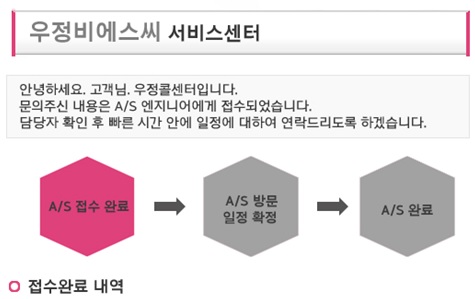 우정비에스씨 서비스센터
안녕하세요. 고객님. 우정콜센터입니다.
문의주신 내용은 A/S 엔지니어에게 접수되었습니다.
담당자 확인 후 빠른 시간 안에 일정에 대하여 연락드리도록 하겠습니다.
A/S 접수 완료
A/S 방문
일정 확정
A/S 완료
접수완료 내역